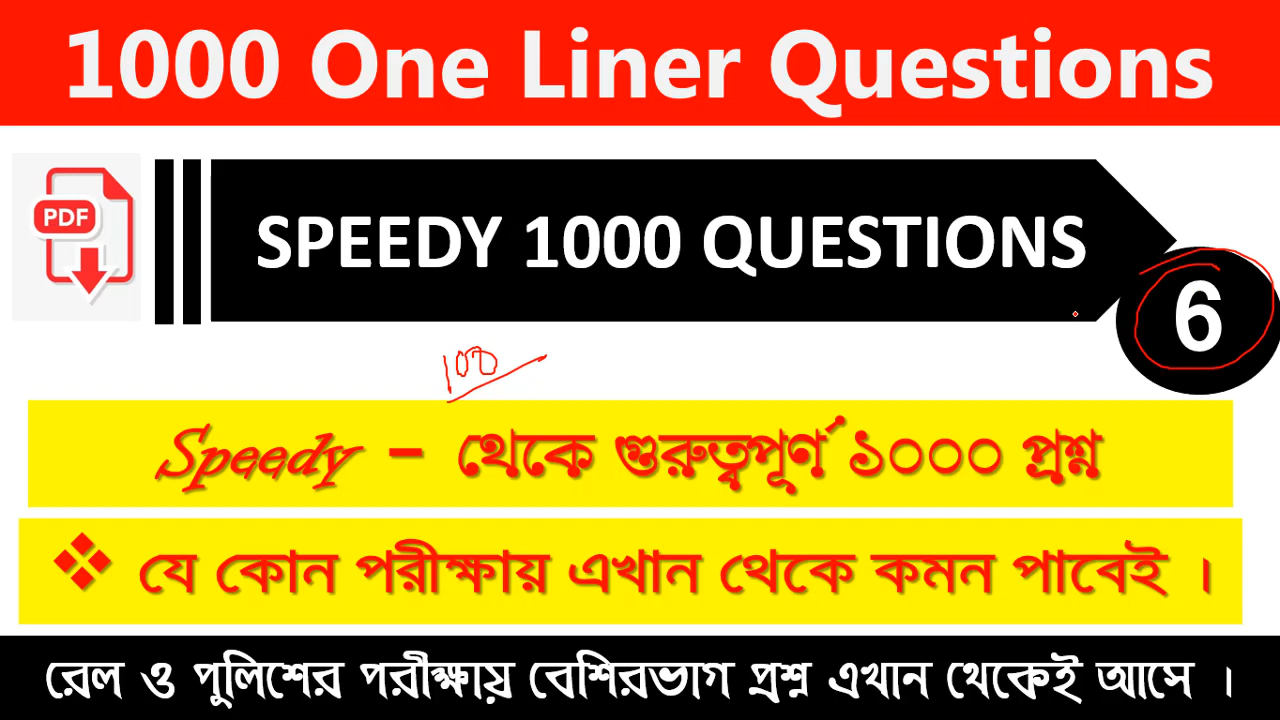 1000 One Liner Questions
PDF
SPEEDY 1000 QUESTIONS
6
100
Speedy - থেকে গুরুত্বপূর্ণ ১০০০ প্রশ্ন
❖ যে কোন পরীক্ষায় এখান থেকে কমন পাবেই ।
রেল ও পুলিশের পরীক্ষায় বেশিরভাগ প্রশ্ন এখান থেকেই আসে ।